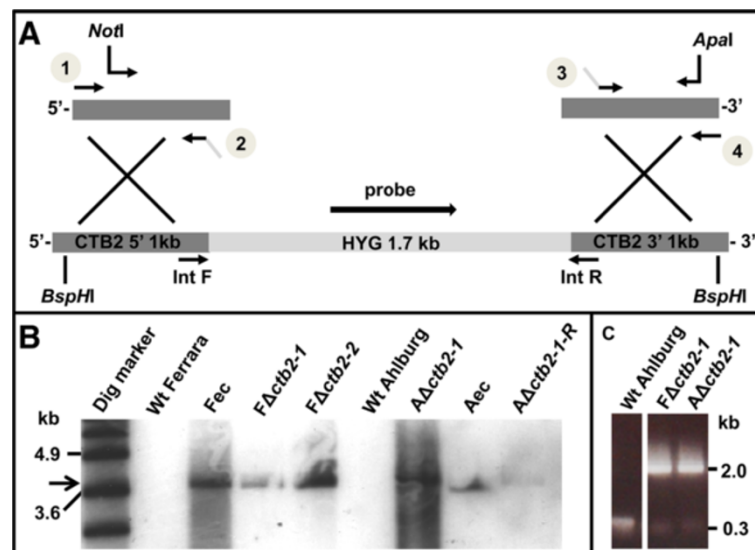 A
NotI
ApaI
1
3
5'-
-3'
2
4
probe
5'-
CTB2 5' 1kb
HYG 1.7 kb
CTB2 3' 1kb
- 3'
Int F
Int R
BspHI
BspHI
B
Dig marker
Wt Ferrara
Fec
FΔctb2-1
FΔctb2-2
Wt Ahlburg
AΔctb2-1
Aec
AΔctb2-1-R
kb
4.9
3.6
C
Wt Ahlburg
FΔctb2-1
AΔctb2-1
kb
2.0
0.3